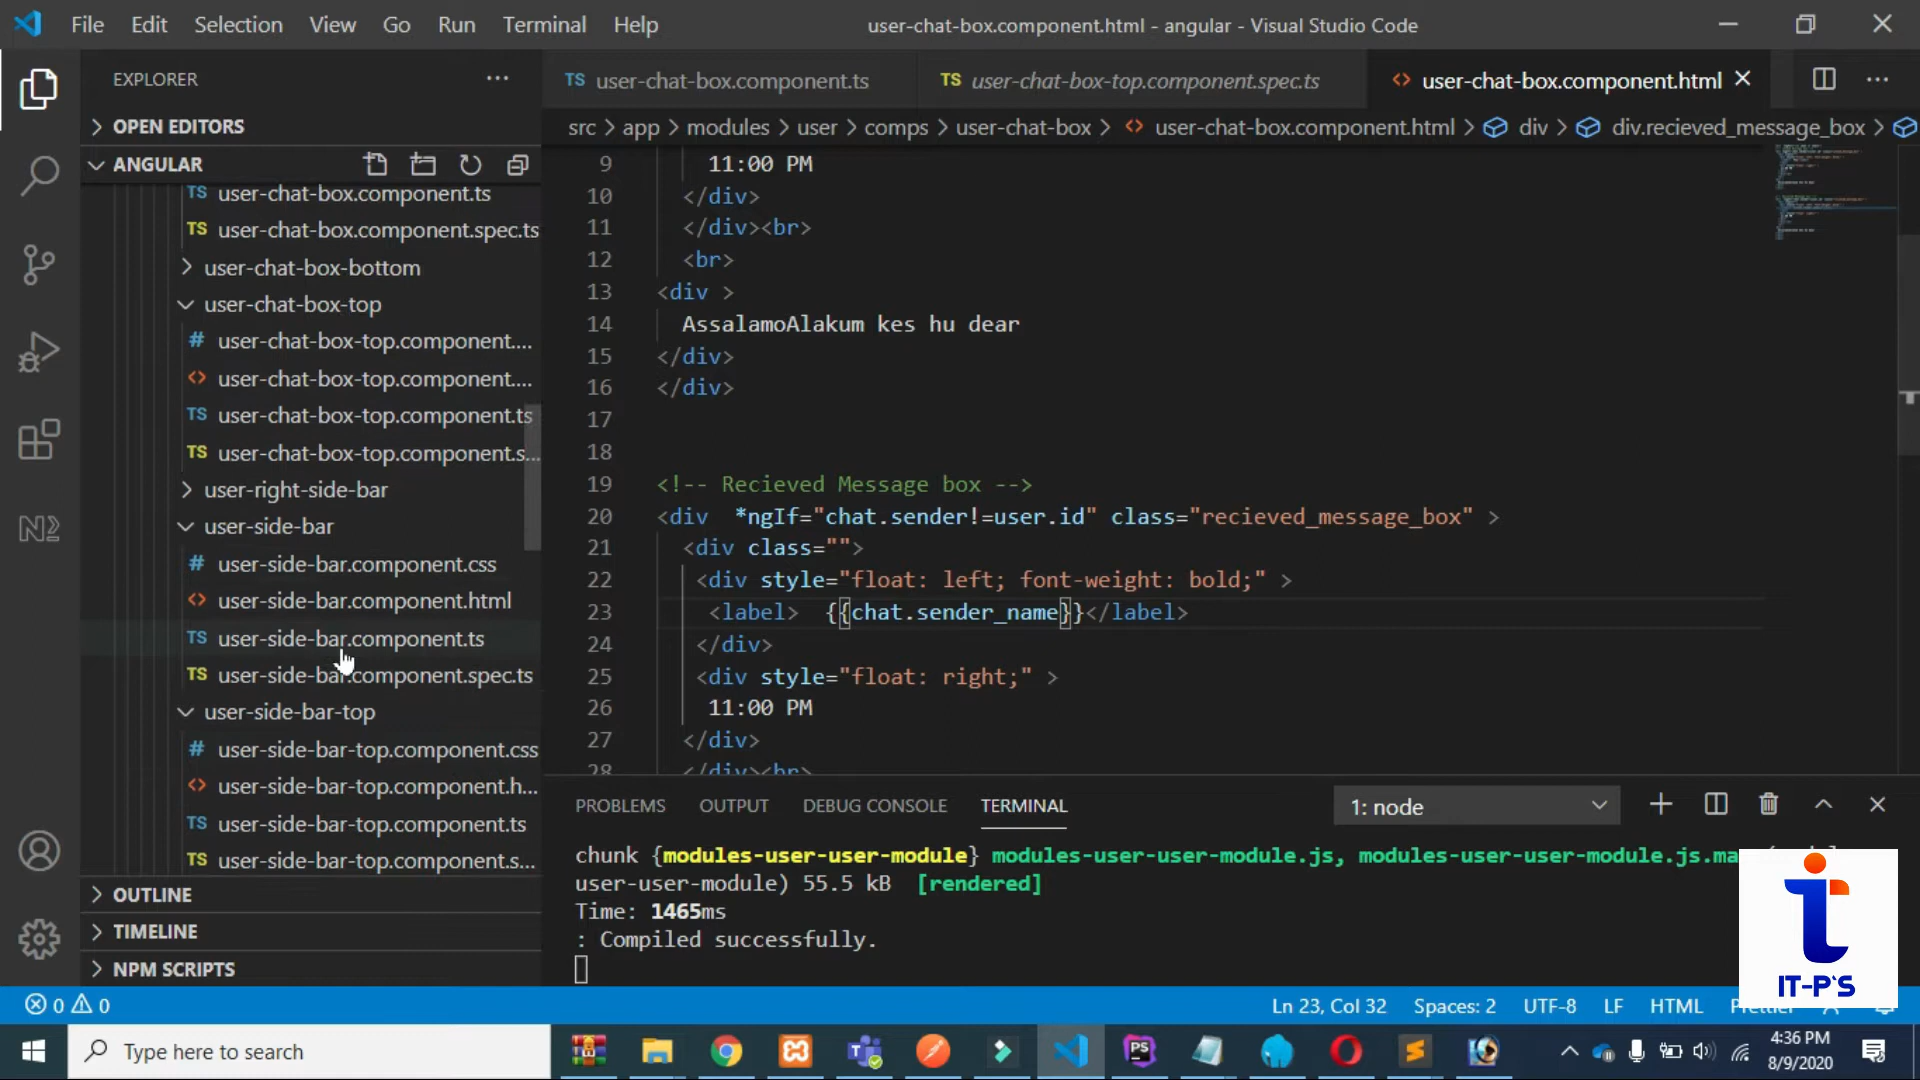 File Edit Selection View Go Run Terminal Help user-chat-box.component.html - angular - Visual Studio Code
EXPLORER
TS user-chat-box.component.ts TS user-chat-box-top.component.spec.ts <> user-chat-box.component.html
OPEN EDITORS
src > app > modules > user > comps > user-chat-box > <> user-chat-box.component.html > div > div.recieved_message_box >
ANGULAR
TS user-chat-box.component.ts
TS user-chat-box.component.spec.ts
> user-chat-box-bottom
user-chat-box-top
# user-chat-box-top.component....
<> user-chat-box-top.component....
TS user-chat-box-top.component.ts
TS user-chat-box-top.component.s...
> user-right-side-bar
user-side-bar
# user-side-bar.component.css
<> user-side-bar.component.html
TS user-side-bar.component.ts
TS user-side-bar.component.spec.ts
user-side-bar-top
# user-side-bar-top.component.css
<> user-side-bar-top.component.h...
TS user-side-bar-top.component.ts
TS user-side-bar-top.component.s...
> OUTLINE
> TIMELINE
> NPM SCRIPTS
9 11:00 PM
10 </div>
11 </div><br>
12 <br>
13 <div >
14 AssalamoAlakum kes hu dear
15 </div>
16 </div>
17
18
19 <!-- Recieved Message box -->
20 <div *ngIf="chat.sender!=user.id" class="recieved_message_box" >
21 <div class="">
22 <div style="float: left; font-weight: bold;" >
23 <label> {{chat.sender_name}}</label>
24 </div>
25 <div style="float: right;" >
26 11:00 PM
27 </div>
28 </div><br>
PROBLEMS OUTPUT DEBUG CONSOLE TERMINAL 1: node
chunk {modules-user-user-module} modules-user-user-module.js, modules-user-user-module.js.ma
user-user-module) 55.5 kB [rendered]
Time: 1465ms
: Compiled successfully.
IT-P'S
0 0 Ln 23, Col 32 Spaces: 2 UTF-8 LF HTML Prettier
Type here to search
4:36 PM
8/9/2020